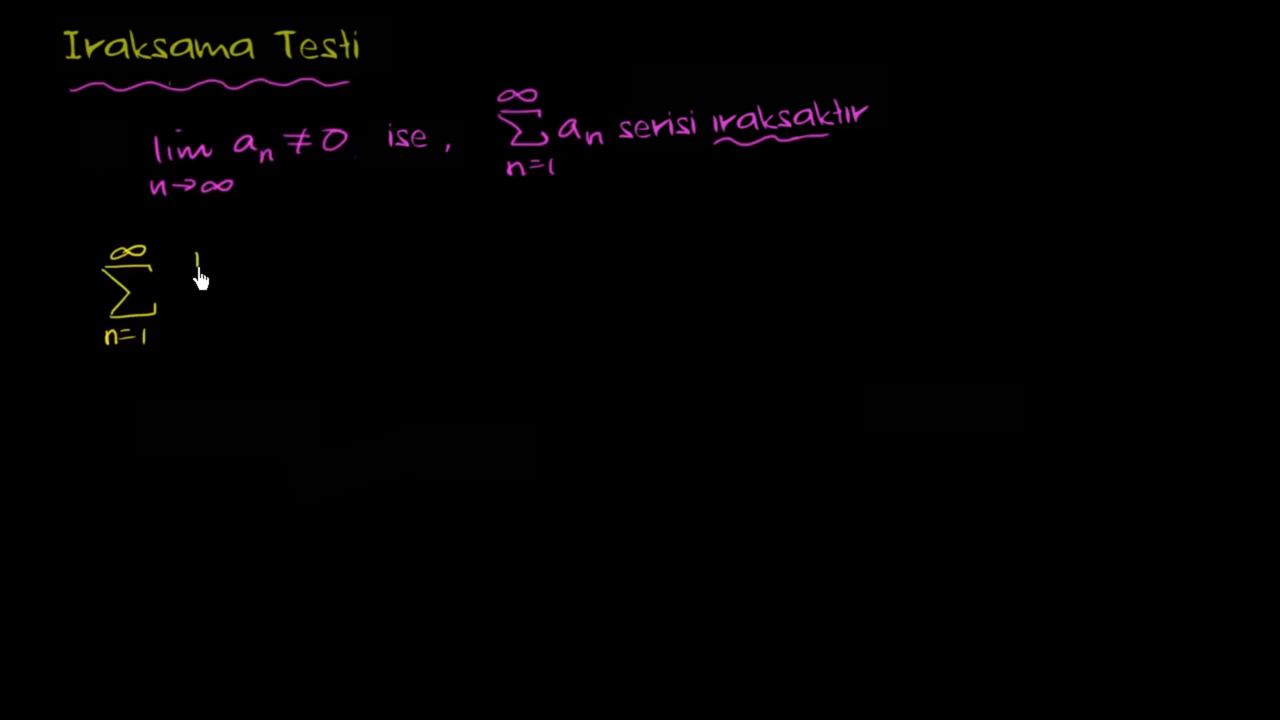 Iraksama Testi
lim n→∞ aₙ ≠ 0 ise, ∞ Σ n=1 aₙ serisi ıraksaktır
∞ Σ n=1